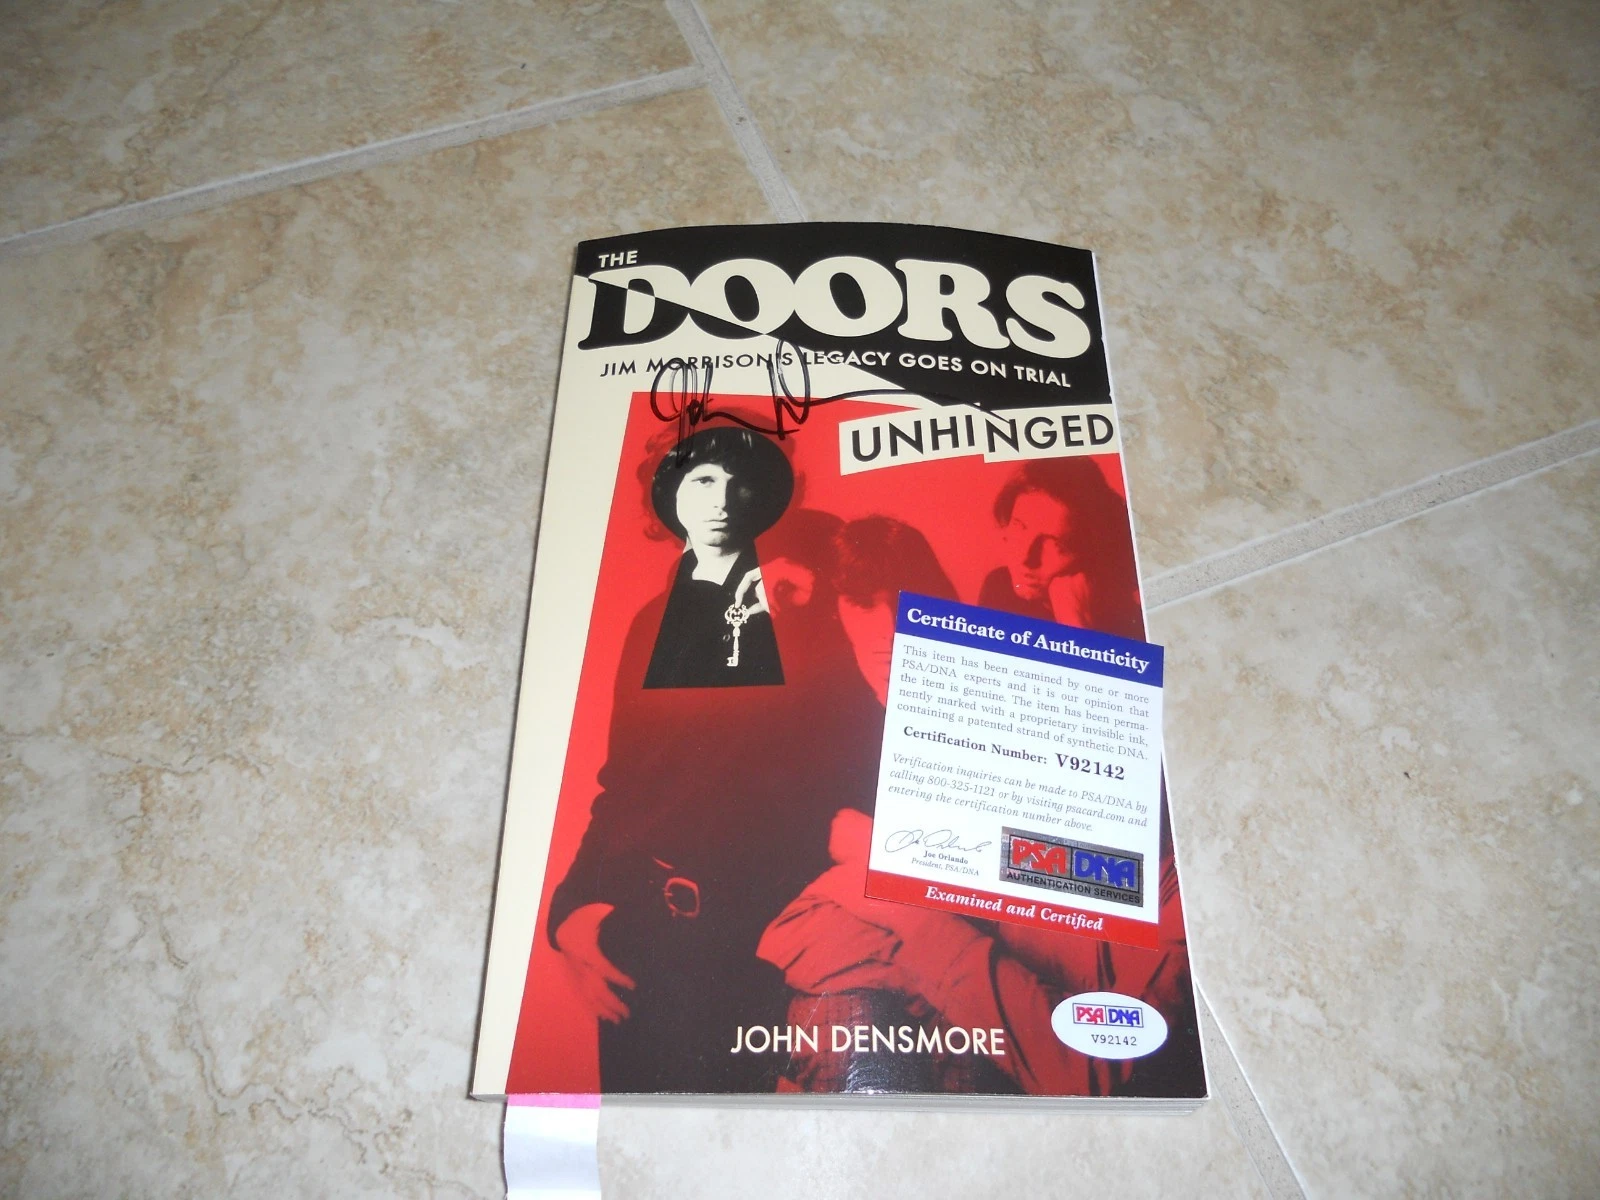 THE
DOORS
JIM MORRISON'S LEGACY GOES ON TRIAL
UNHINGED
Certificate of Authenticity
This item has been examined by one or more
PSA/DNA experts and it is our opinion that
the item is genuine. The item has been perma-
nently marked with a proprietary invisible ink,
containing a patented strand of synthetic DNA.
Certification Number: V92142
Verification inquiries can be made to PSA/DNA by
calling 800-325-1121 or by visiting psacard.com and
entering the certification number above.
Joe Orlando
President, PSA/DNA
PSA DNA
AUTHENTICATION SERVICES
Examined and Certified
JOHN DENSMORE
PSA DNA
V92142